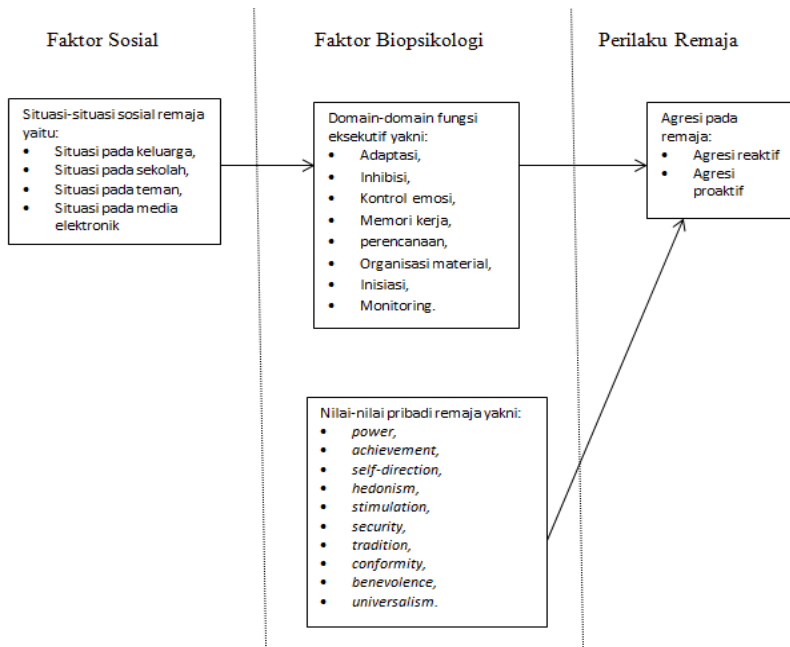 Faktor Sosial
Faktor Biopsikologi
Perilaku Remaja
Situasi-situasi sosial remaja
yaitu:
• Situasi pada keluarga,
• Situasi pada sekolah,
• Situasi pada teman,
• Situasi pada media
elektronik
Domain-domain fungsi
eksekutif yakni:
• Adaptasi,
• Inhibisi,
• Kontrol emosi,
• Memori kerja,
• perencanaan,
• Organisasi material,
• Inisiasi,
• Monitoring.
Agresi pada
remaja:
• Agresi reaktif
• Agresi
proaktif
Nilai-nilai pribadi remaja yakni:
• power,
• achievement,
• self-direction,
• hedonism,
• stimulation,
• security,
• tradition,
• conformity,
• benevolence,
• universalism.